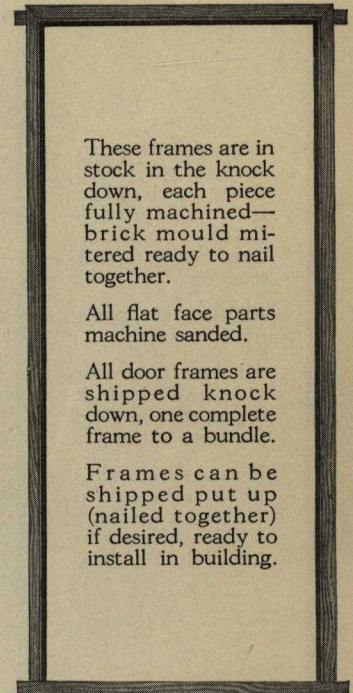 These frames are in
stock in the knock
down, each piece
fully machined—
brick mould mi-
tered ready to nail
together.
All flat face parts
machine sanded.
All door frames are
shipped knock
down, one complete
frame to a bundle.
Frames can be
shipped put up
(nailed together)
if desired, ready to
install in building.